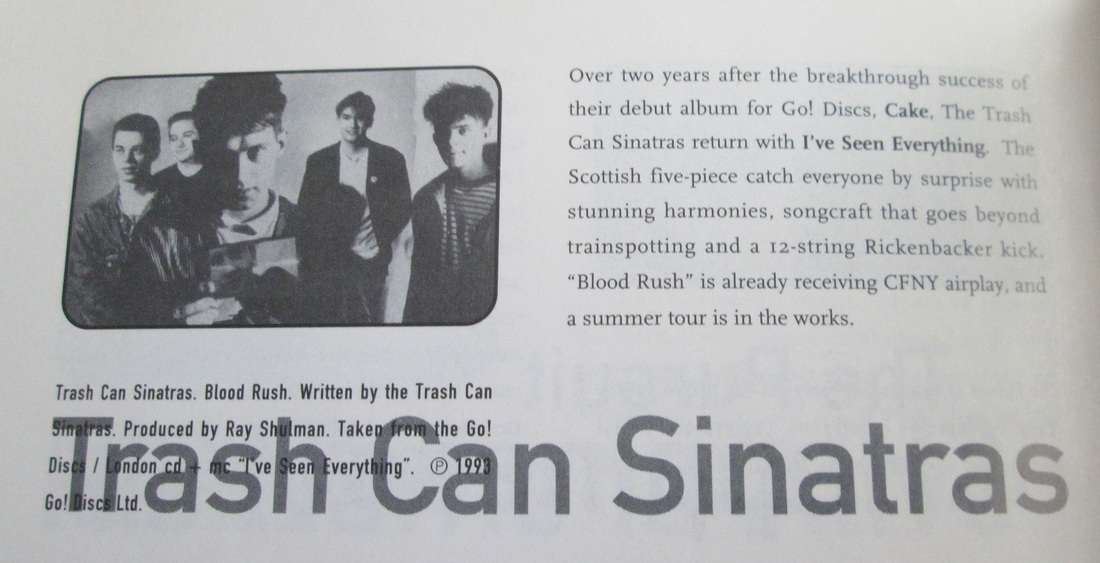 Over two years after the breakthrough success of
their debut album for Go! Discs, Cake, The Trash
Can Sinatras return with I've Seen Everything. The
Scottish five-piece catch everyone by surprise with
stunning harmonies, songcraft that goes beyond
trainspotting and a 12-string Rickenbacker kick.
“Blood Rush” is already receiving CFNY airplay, and
a summer tour is in the works.
Trash Can Sinatras. Blood Rush. Written by the Trash Can
Sinatras. Produced by Ray Shulman. Taken from the Go!
Discs / London cd + mc “I've Seen Everything”. ℗ 1993
Go! Discs Ltd.
Trash Can Sinatras